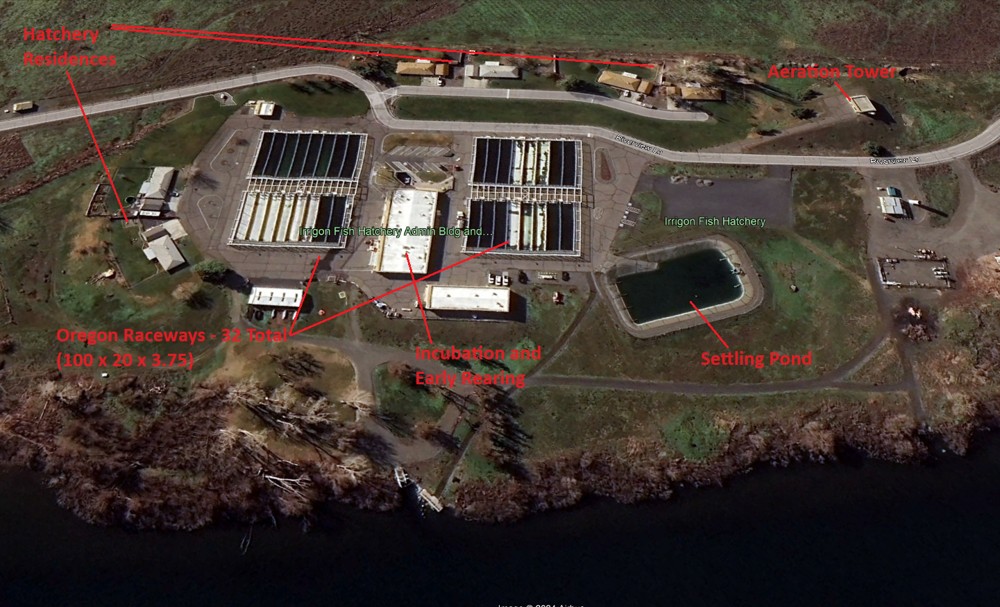 Hatchery
Residences
Aeration Tower
Riverview Ln
Riverview Ln
Irrigon Fish Hatchery
Irrigon Fish Hatchery Admin Bldg and...
Oregon Raceways - 32 Total
(100 x 20 x 3.75)
Incubation and
Early Rearing
Settling Pond